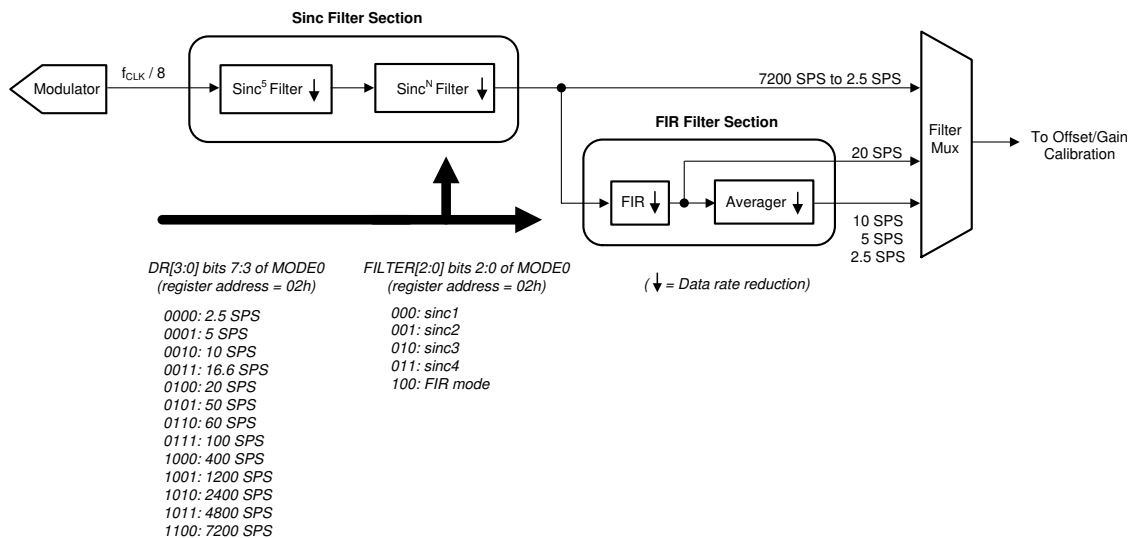 Sinc Filter Section
Modulator
fCLK / 8
Sinc5 Filter
SincN Filter
7200 SPS to 2.5 SPS
FIR Filter Section
20 SPS
FIR
Averager
10 SPS
5 SPS
2.5 SPS
Filter
Mux
To Offset/Gain
Calibration
DR[3:0] bits 7:3 of MODE0
(register address = 02h)
0000: 2.5 SPS
0001: 5 SPS
0010: 10 SPS
0011: 16.6 SPS
0100: 20 SPS
0101: 50 SPS
0110: 60 SPS
0111: 100 SPS
1000: 400 SPS
1001: 1200 SPS
1010: 2400 SPS
1011: 4800 SPS
1100: 7200 SPS
FILTER[2:0] bits 2:0 of MODE0
(register address = 02h)
000: sinc1
001: sinc2
010: sinc3
011: sinc4
100: FIR mode
(↓= Data rate reduction)